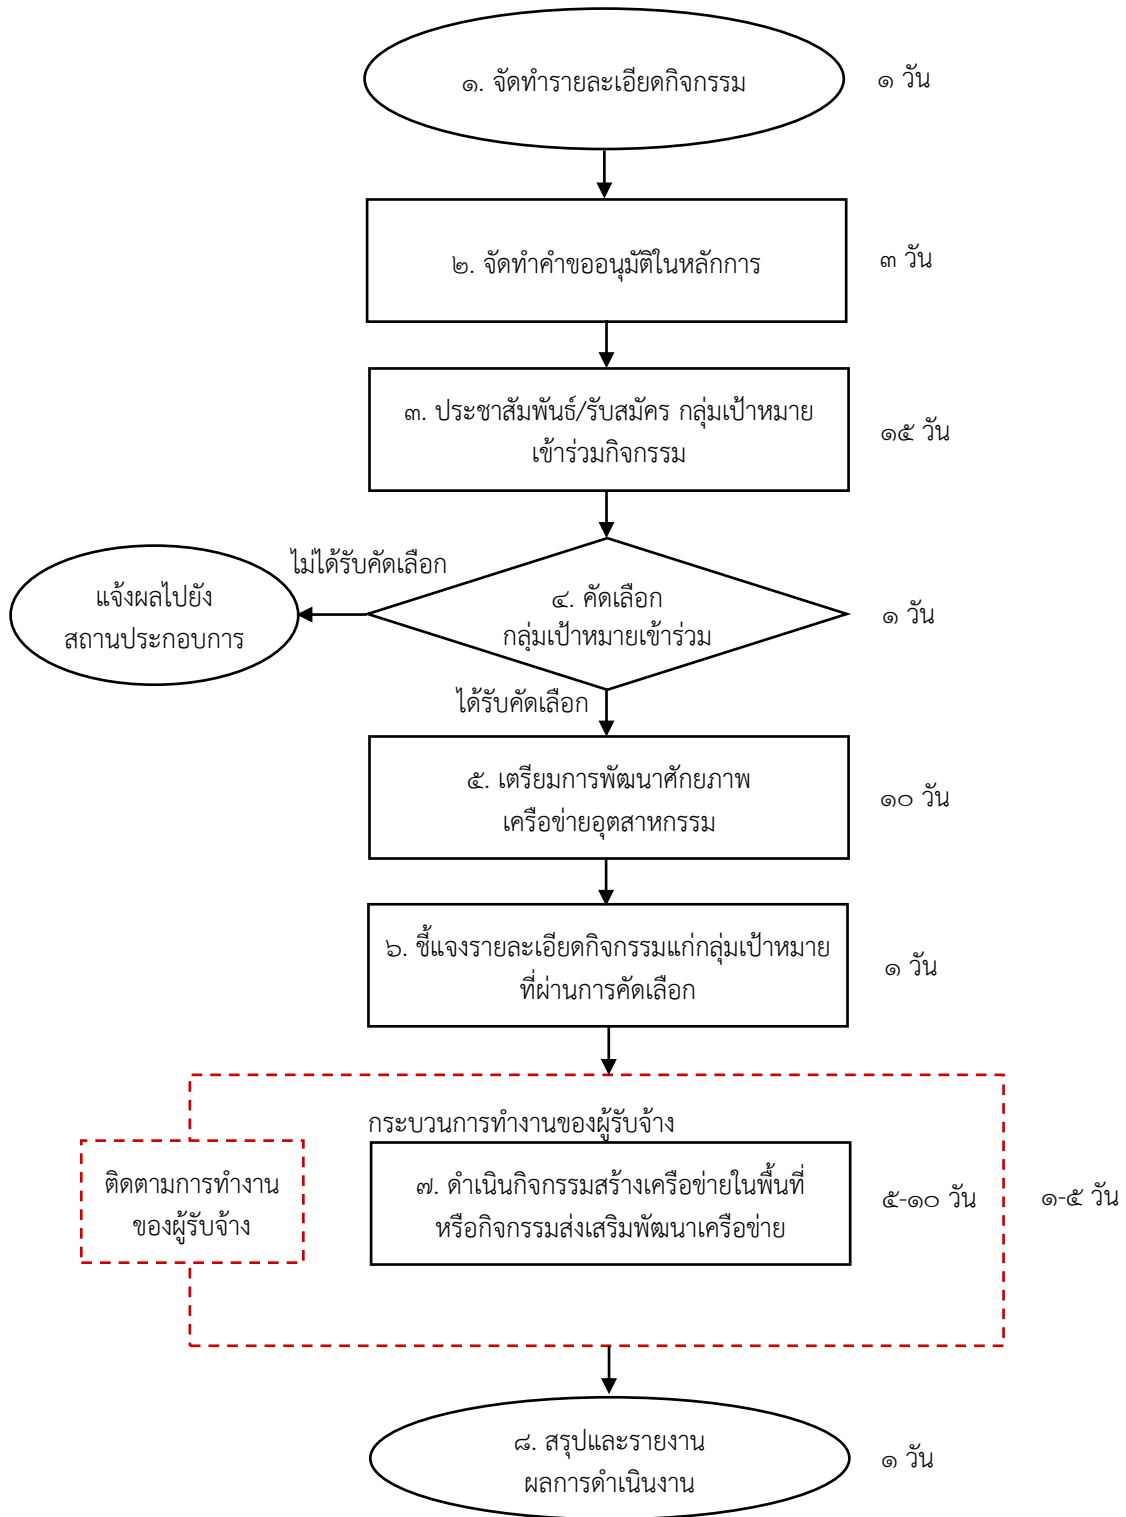 ๑. จัดทำรายละเอียดกิจกรรม
๑ วัน
๒. จัดทำคำขออนุมัติในหลักการ
๓ วัน
๓. ประชาสัมพันธ์/รับสมัคร กลุ่มเป้าหมาย
เข้าร่วมกิจกรรม
๑๕ วัน
ไม่ได้รับคัดเลือก
แจ้งผลไปยัง
สถานประกอบการ
๔. คัดเลือก
กลุ่มเป้าหมายเข้าร่วม
๑ วัน
ได้รับคัดเลือก
๕. เตรียมการพัฒนาศักยภาพ
เครือข่ายอุตสาหกรรม
๑๐ วัน
๖. ชี้แจงรายละเอียดกิจกรรมแก่กลุ่มเป้าหมาย
ที่ผ่านการคัดเลือก
๑ วัน
กระบวนการทำงานของผู้รับจ้าง
ติดตามการทำงาน
ของผู้รับจ้าง
๗. ดำเนินกิจกรรมสร้างเครือข่ายในพื้นที่
หรือกิจกรรมส่งเสริมพัฒนาเครือข่าย
๕-๑๐ วัน
๑-๕ วัน
๘. สรุปและรายงาน
ผลการดำเนินงาน
๑ วัน